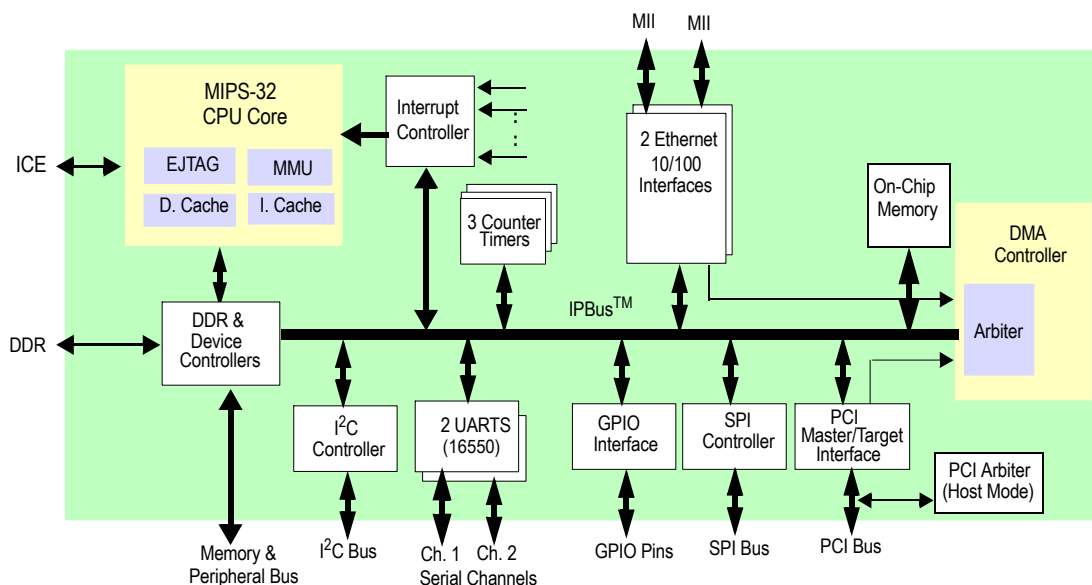 MII
MII
MIPS-32
CPU Core
EJTAG
MMU
D. Cache
I. Cache
ICE
Interrupt
Controller
3 Counter
Timers
2 Ethernet
10/100
Interfaces
On-Chip
Memory
DMA
Controller
Arbiter
IPBus™
DDR
DDR &
Device
Controllers
I²C
Controller
2 UARTS
(16550)
GPIO
Interface
SPI
Controller
PCI
Master/Target
Interface
PCI Arbiter
(Host Mode)
Memory &
Peripheral Bus
I²C Bus
Ch. 1
Ch. 2
Serial Channels
GPIO Pins
SPI Bus
PCI Bus